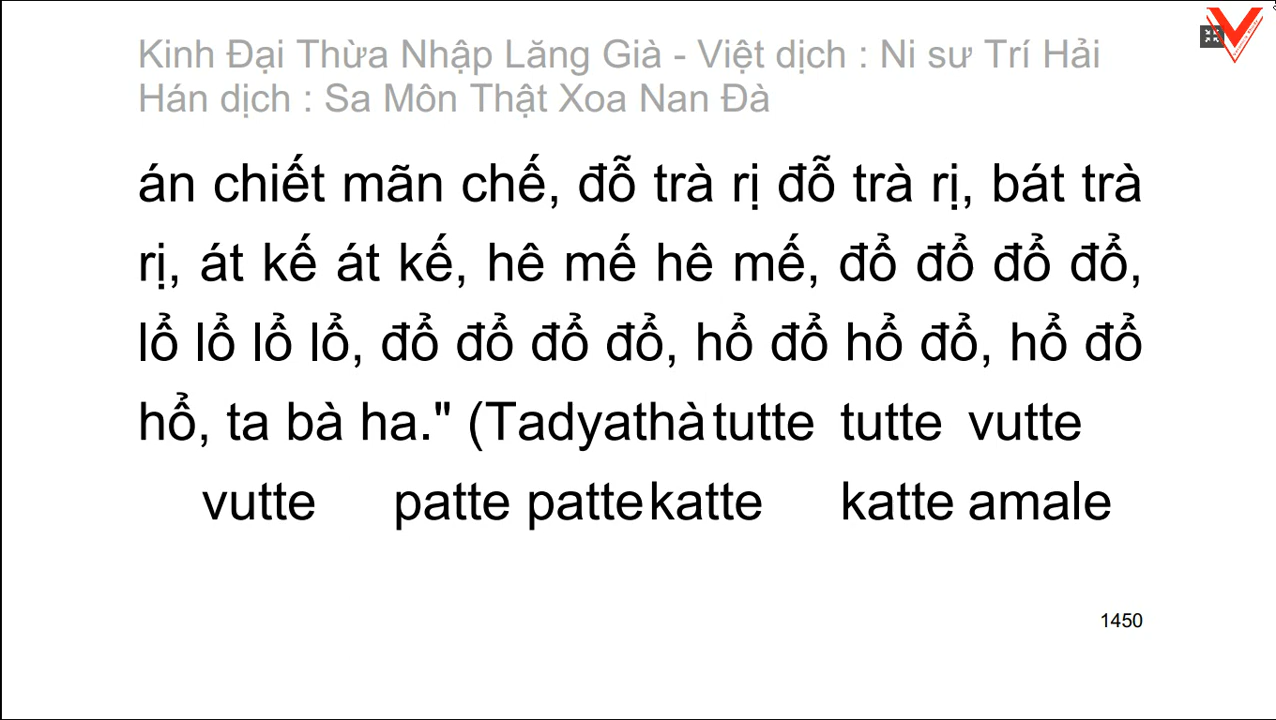 Kinh Đại Thừa Nhập Lăng Già - Việt dịch : Ni sư Trí Hải
Hán dịch : Sa Môn Thật Xoa Nan Đà
án chiết mãn chế, đỗ trà rị đỗ trà rị, bát trà
rị, át kế át kế, hê mế hê mế, đổ đổ đổ đổ,
lổ lổ lổ lổ, đổ đổ đổ đổ, hổ đổ hổ đổ, hổ đổ
hổ, ta bà ha." (Tadyathà tutte tutte vutte
vutte patte patte katte katte amale
1450